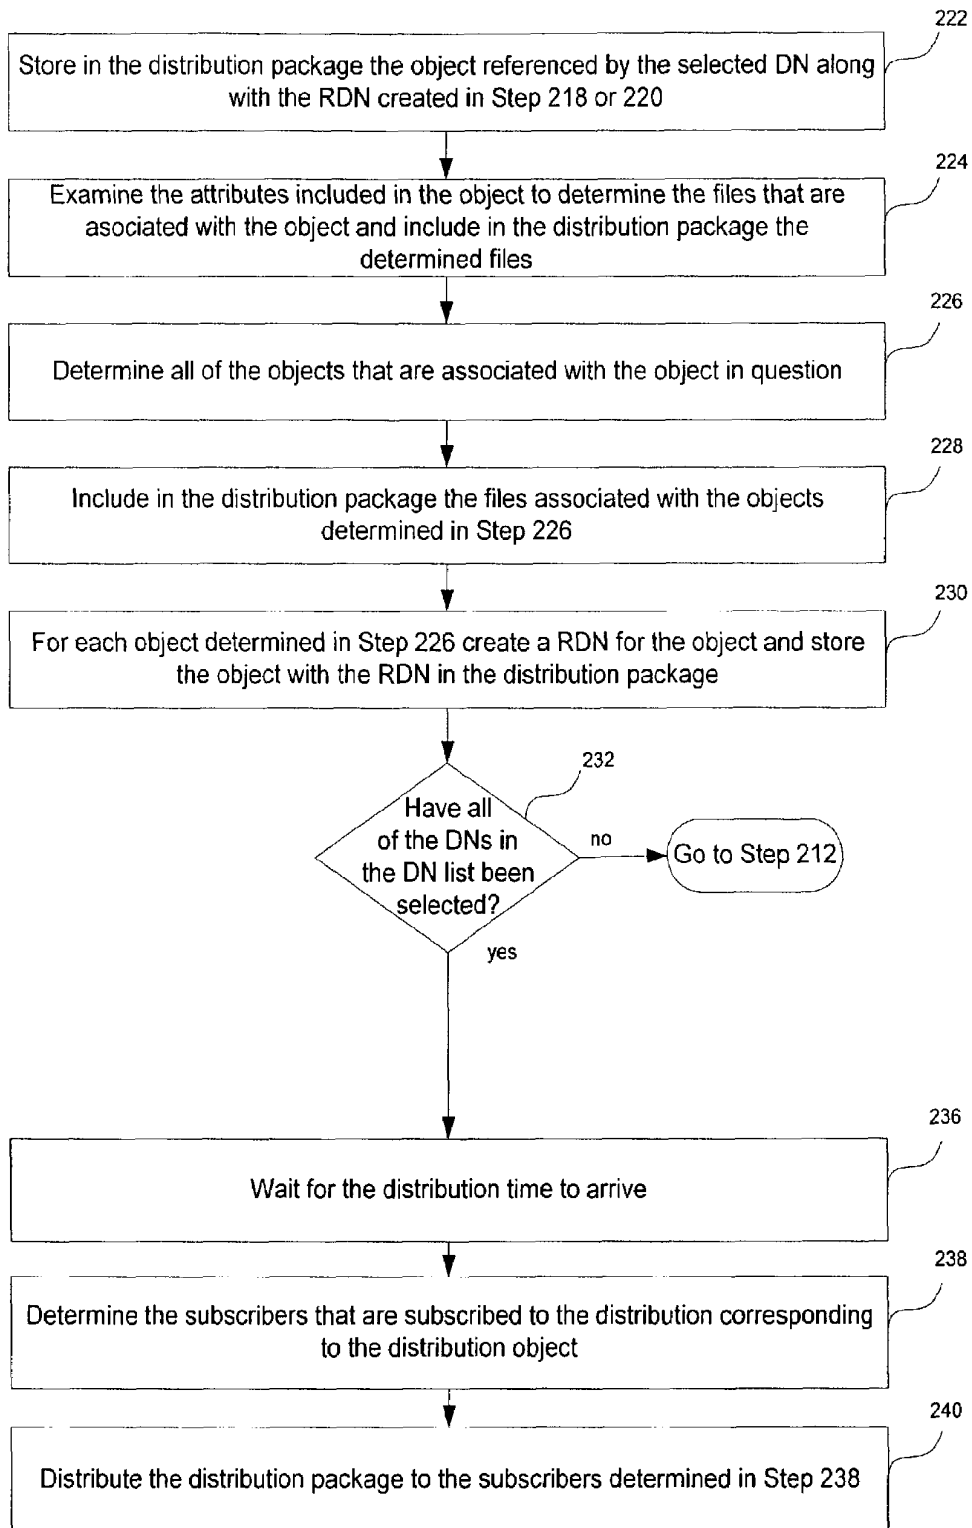 222
Store in the distribution package the object referenced by the selected DN along
with the RDN created in Step 218 or 220
224
Examine the attributes included in the object to determine the files that are
asociated with the object and include in the distribution package the
determined files
226
Determine all of the objects that are associated with the object in question
228
Include in the distribution package the files associated with the objects
determined in Step 226
230
For each object determined in Step 226 create a RDN for the object and store
the object with the RDN in the distribution package
232
Have all
of the DNs in
the DN list been
selected?
no
Go to Step 212
yes
236
Wait for the distribution time to arrive
238
Determine the subscribers that are subscribed to the distribution corresponding
to the distribution object
240
Distribute the distribution package to the subscribers determined in Step 238